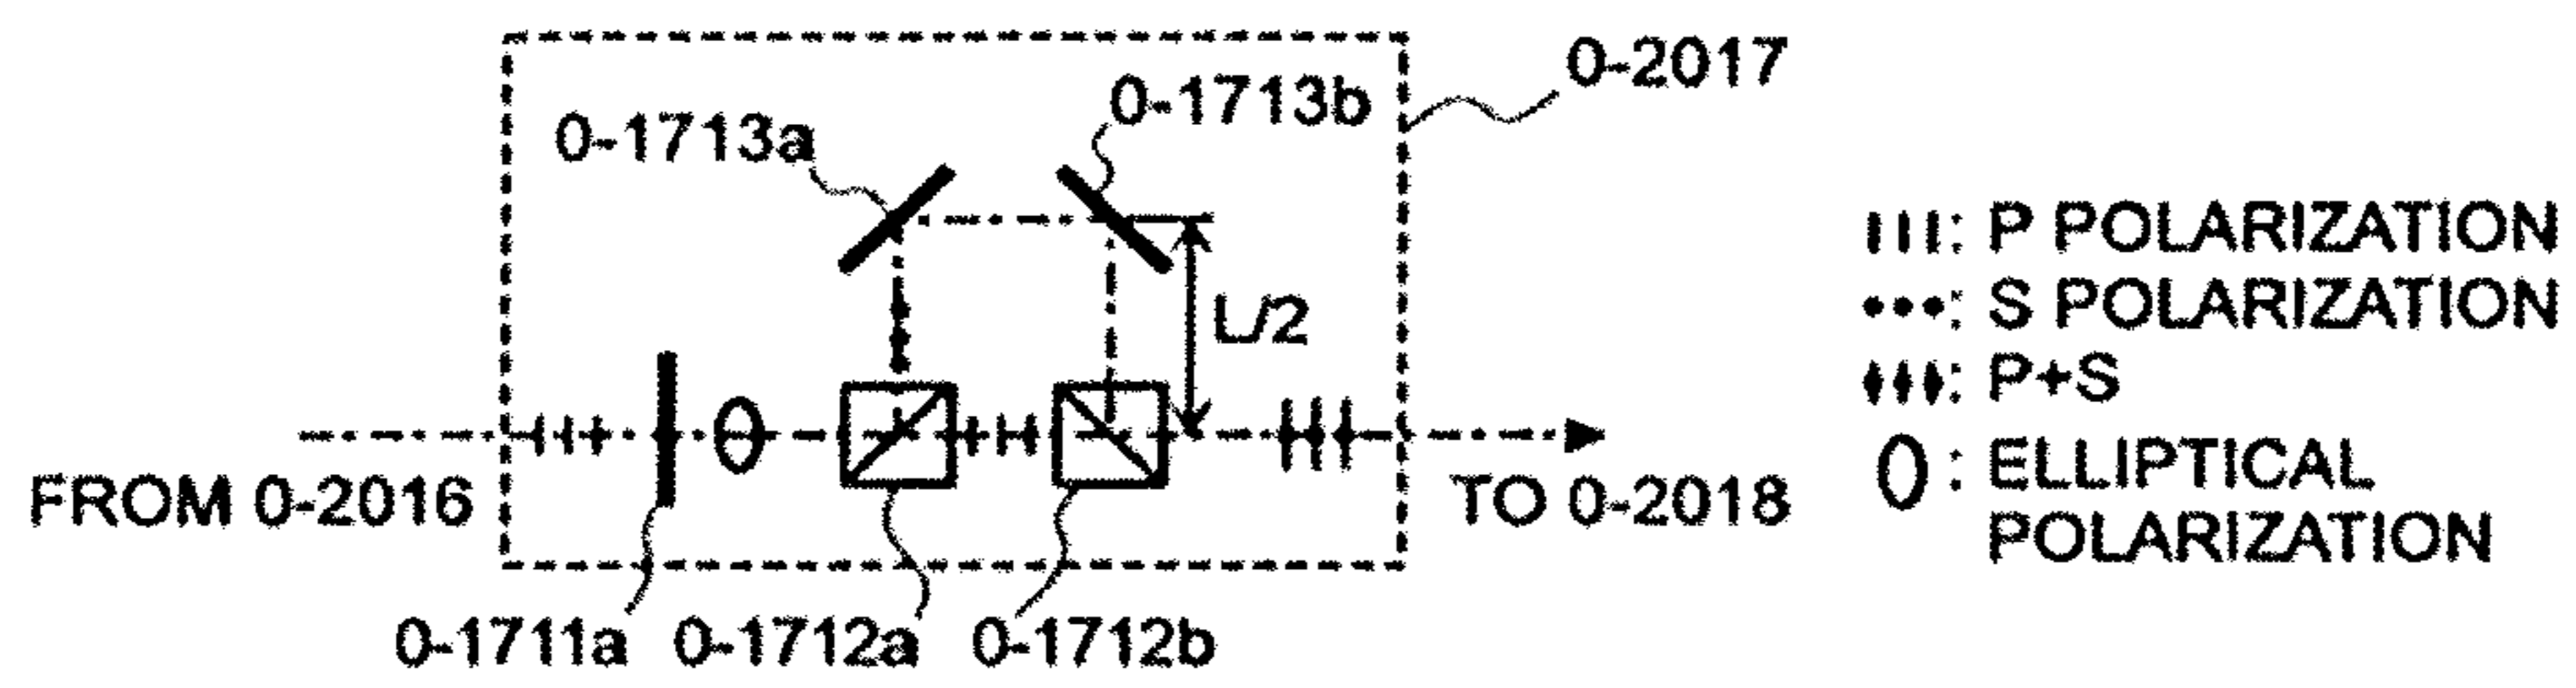 0-2017
0-1713b
0-1713a
L/2
FROM 0-2016
TO 0-2018
0-1711a
0-1712a
0-1712b
: P POLARIZATION
: S POLARIZATION
: P+S
: ELLIPTICAL
POLARIZATION